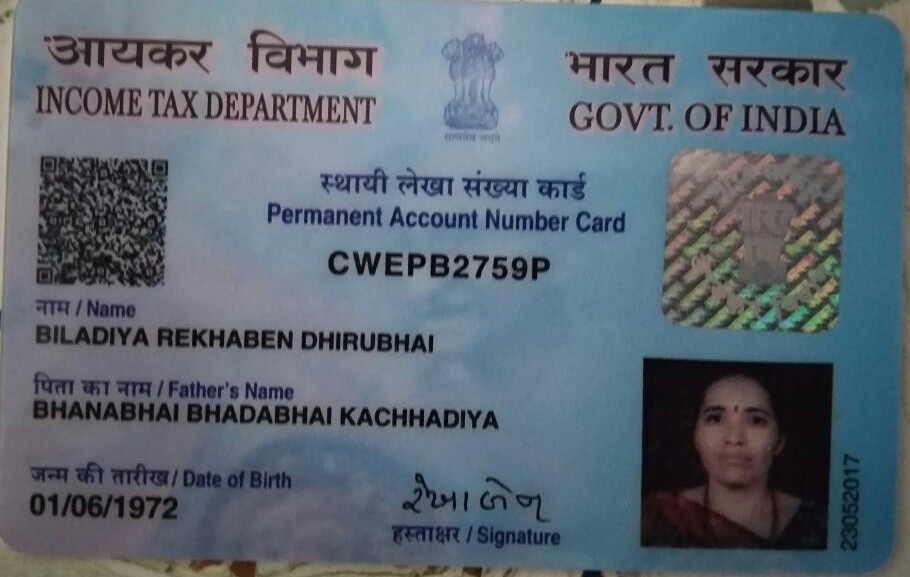 आयकर विभाग
INCOME TAX DEPARTMENT
भारत सरकार
GOVT. OF INDIA
सत्यमेव जयते
स्थायी लेखा संख्या कार्ड
Permanent Account Number Card
CWEPB2759P
नाम / Name
BILADIYA REKHABEN DHIRUBHAI
पिता का नाम / Father's Name
BHANABHAI BHADABHAI KACHHADIYA
जन्म की तारीख / Date of Birth
01/06/1972
રેખાબેન
हस्ताक्षर / Signature
23052017